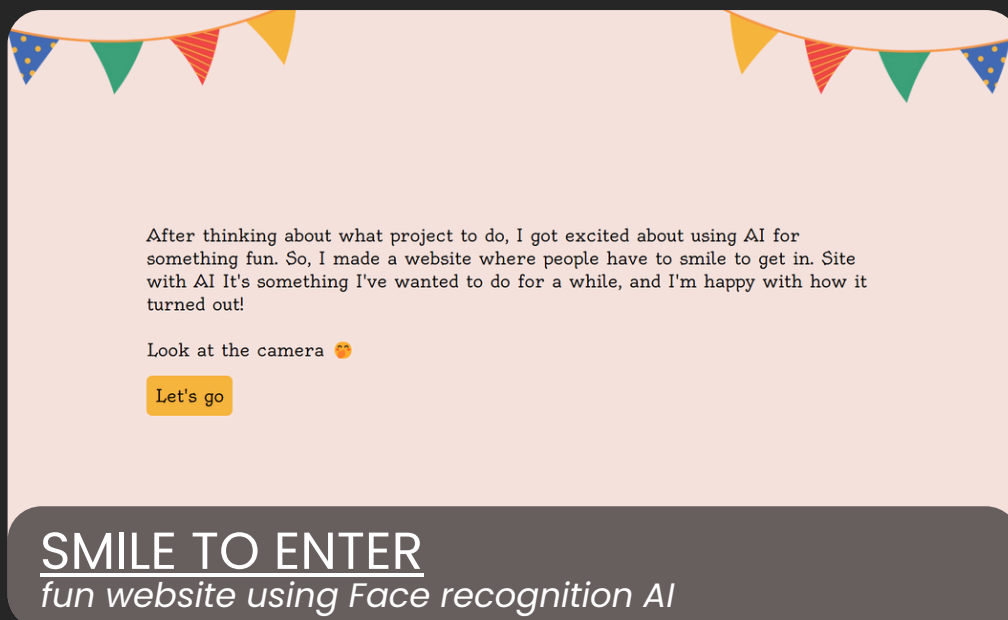 After thinking about what project to do, I got excited about using AI for
something fun. So, I made a website where people have to smile to get in. Site
with AI It's something I've wanted to do for a while, and I'm happy with how it
turned out!
Look at the camera 🤭
Let's go
SMILE TO ENTER
fun website using Face recognition AI